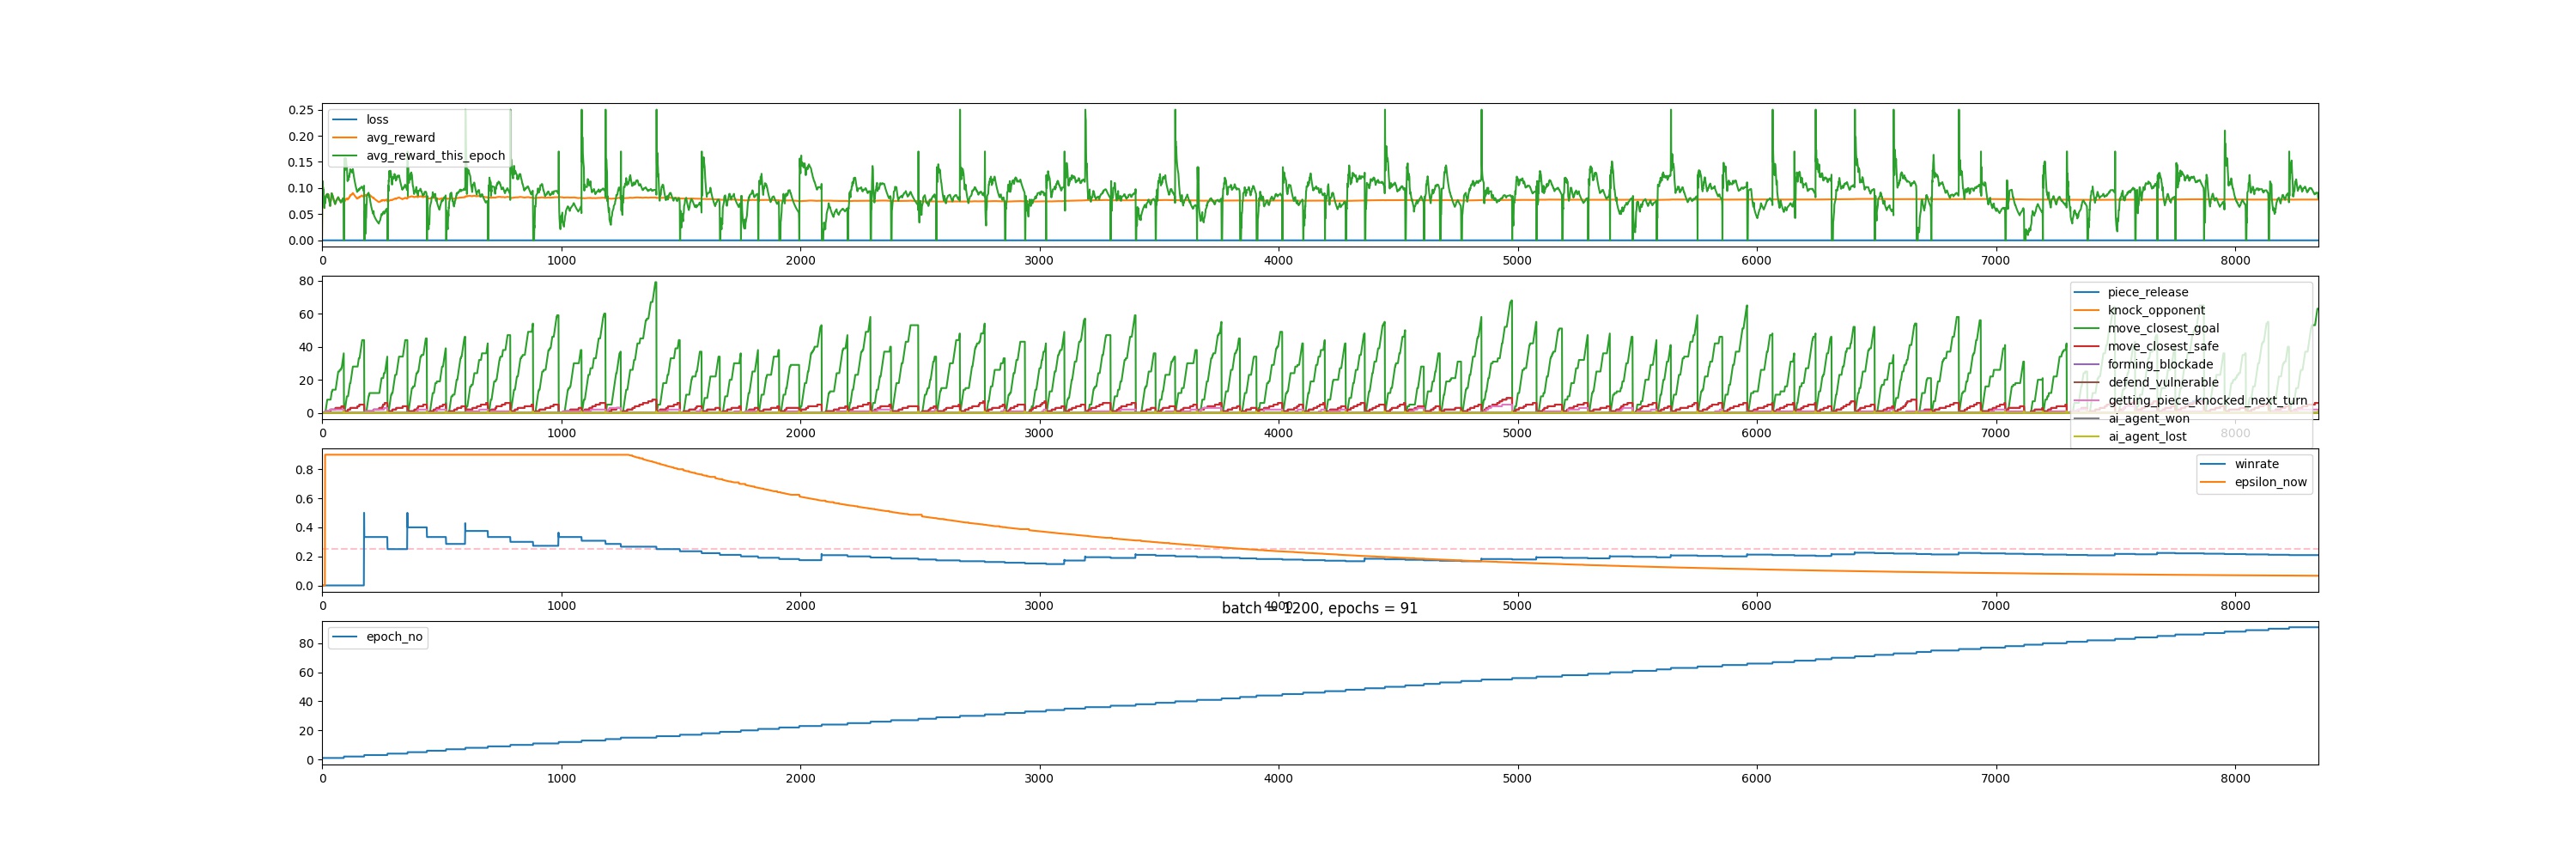 0.25
0.20
0.15
0.10
0.05
0.00
loss
avg_reward
avg_reward_this_epoch
0 1000 2000 3000 4000 5000 6000 7000 8000
80
60
40
20
0
piece_release
knock_opponent
move_closest_goal
move_closest_safe
forming_blockade
defend_vulnerable
getting_piece_knocked_next_turn
ai_agent_won
ai_agent_lost
0 1000 2000 3000 4000 5000 6000 7000 8000
0.8
0.6
0.4
0.2
0.0
winrate
epsilon_now
0 1000 2000 3000 4000 5000 6000 7000 8000
batch = 1200, epochs = 91
80
60
40
20
0
epoch_no
0 1000 2000 3000 4000 5000 6000 7000 8000